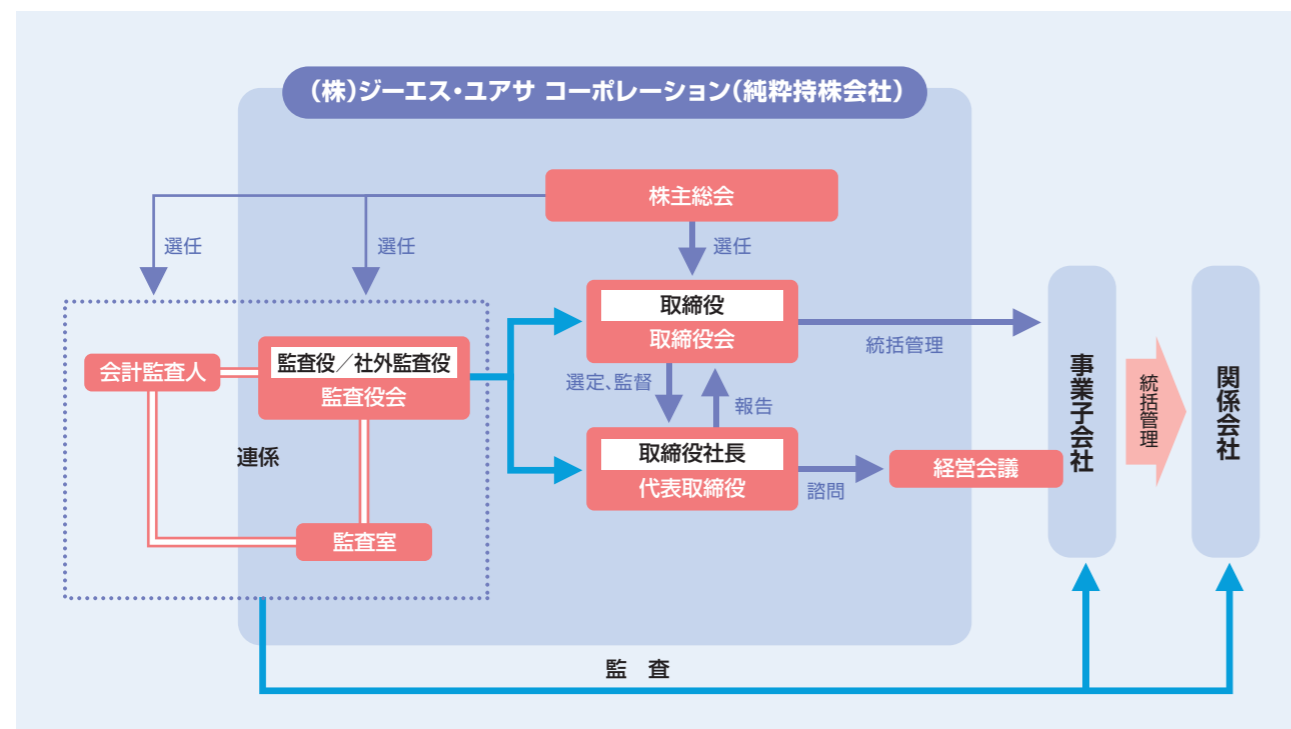 (株)ジーエス・ユアサ コーポレーション(純粋持株会社)
株主総会
選任
選任
選任
取締役
取締役会
統括管理
会計監査人
監査役／社外監査役
監査役会
選定、監督
報告
連係
取締役社長
代表取締役
諮問
経営会議
監査室
事業子会社
統括管理
関係会社
監　査